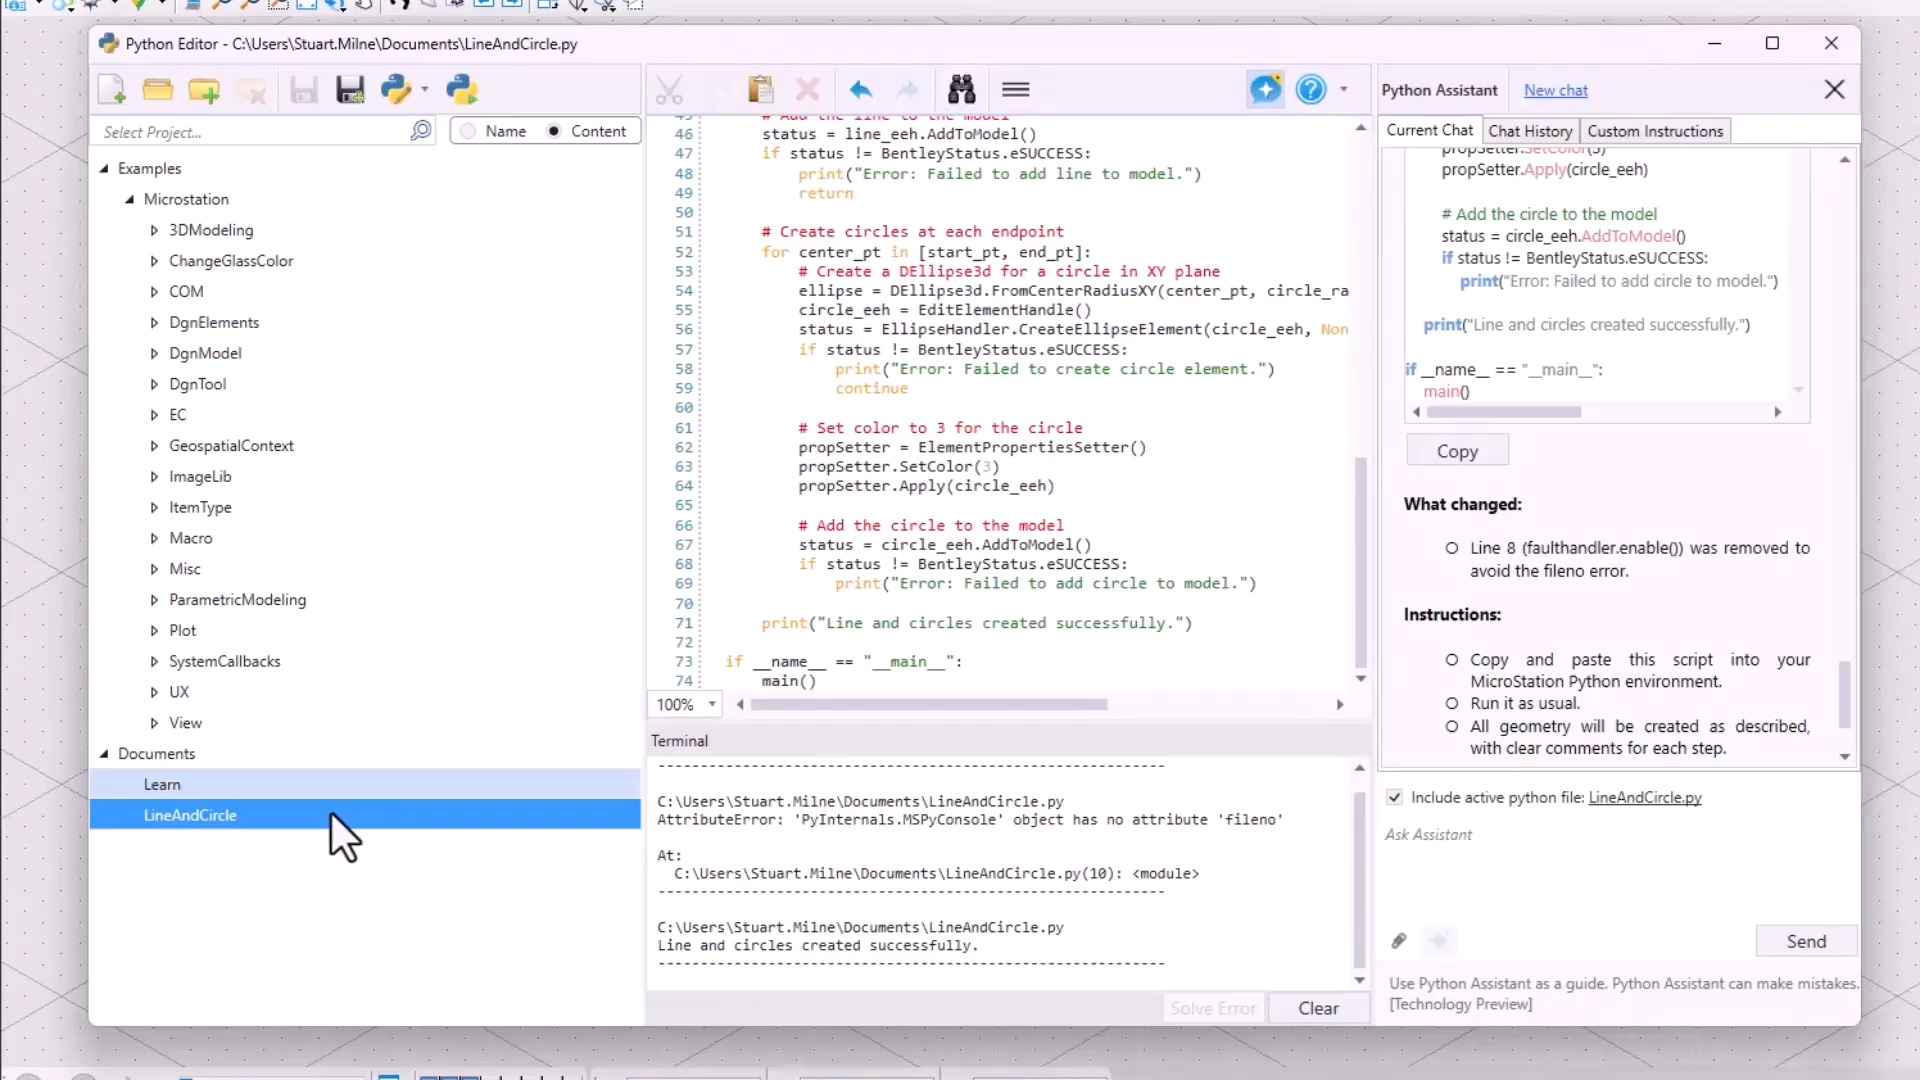 Python Editor - C:\Users\Stuart.Milne\Documents\LineAndCircle.py
Select Project...
Name
Content
Examples
Microstation
3DModeling
ChangeGlassColor
COM
DgnElements
DgnModel
DgnTool
EC
GeospatialContext
ImageLib
ItemType
Macro
Misc
ParametricModeling
Plot
SystemCallbacks
UX
View
Documents
Learn
LineAndCircle
45 # Add the line to the model
46 status = line_eeh.AddToModel()
47 if status != BentleyStatus.eSUCCESS:
48 print("Error: Failed to add line to model.")
49 return
50
51 # Create circles at each endpoint
52 for center_pt in [start_pt, end_pt]:
53 # Create a DEllipse3d for a circle in XY plane
54 ellipse = DEllipse3d.FromCenterRadiusXY(center_pt, circle_ra
55 circle_eeh = EditElementHandle()
56 status = EllipseHandler.CreateEllipseElement(circle_eeh, Non
57 if status != BentleyStatus.eSUCCESS:
58 print("Error: Failed to create circle element.")
59 continue
60
61 # Set color to 3 for the circle
62 propSetter = ElementPropertiesSetter()
63 propSetter.SetColor(3)
64 propSetter.Apply(circle_eeh)
65
66 # Add the circle to the model
67 status = circle_eeh.AddToModel()
68 if status != BentleyStatus.eSUCCESS:
69 print("Error: Failed to add circle to model.")
70
71 print("Line and circles created successfully.")
72
73 if __name__ == "__main__":
74 main()
100%
Terminal
--------------------------------------------------------
C:\Users\Stuart.Milne\Documents\LineAndCircle.py
AttributeError: 'PyInternals.MSPyConsole' object has no attribute 'fileno'
At:
C:\Users\Stuart.Milne\Documents\LineAndCircle.py(10): <module>
--------------------------------------------------------
C:\Users\Stuart.Milne\Documents\LineAndCircle.py
Line and circles created successfully.
--------------------------------------------------------
Solve Error
Clear
Python Assistant
New chat
Current Chat
Chat History
Custom Instructions
propSetter.SetColor(3)
propSetter.Apply(circle_eeh)
# Add the circle to the model
status = circle_eeh.AddToModel()
if status != BentleyStatus.eSUCCESS:
print("Error: Failed to add circle to model.")
print("Line and circles created successfully.")
if __name__ == "__main__":
main()
Copy
What changed:
Line 8 (faulthandler.enable()) was removed to
avoid the fileno error.
Instructions:
Copy and paste this script into your
MicroStation Python environment.
Run it as usual.
All geometry will be created as described,
with clear comments for each step.
Include active python file: LineAndCircle.py
Ask Assistant
Send
Use Python Assistant as a guide. Python Assistant can make mistakes.
[Technology Preview]